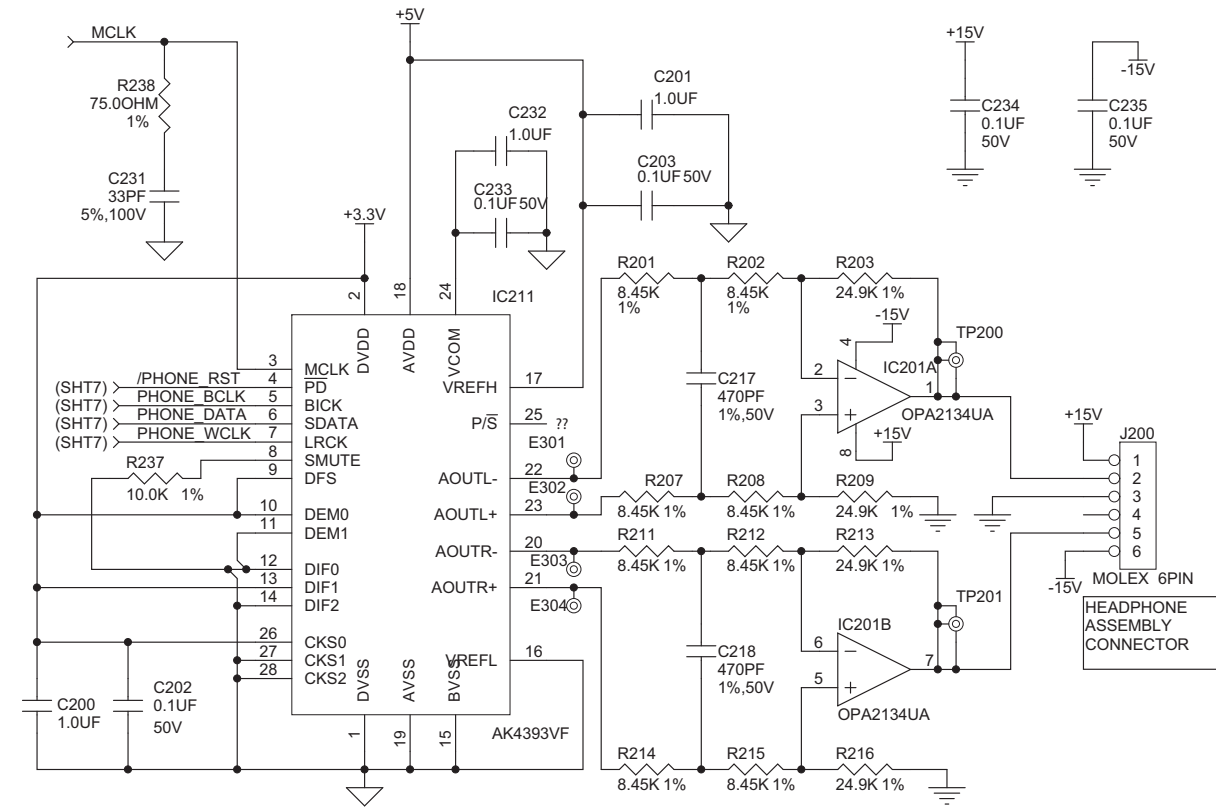 MCLK
+5V
+15V
-15V
R238
75.0OHM
1%
C231
33PF
5%,100V
C232
1.0UF
C233
0.1UF50V
C201
1.0UF
C203
0.1UF50V
C234
0.1UF
50V
C235
0.1UF
50V
+3.3V
2
18
24
IC211
DVDD
AVDD
VCOM
3
MCLK
(SHT7)
/PHONE_RST
4
PD
(SHT7)
PHONE_BCLK
5
BICK
(SHT7)
PHONE_DATA
6
SDATA
(SHT7)
PHONE_WCLK
7
LRCK
R237
10.0K 1%
8
SMUTE
9
DFS
10
DEM0
11
DEM1
12
DIF0
13
DIF1
14
DIF2
26
CKS0
27
CKS1
28
CKS2
VREFH
17
P/S
25
??
E301
AOUTL-
22
E302
AOUTL+
23
AOUTR-
20
E303
AOUTR+
21
E304
VREFL
16
DVSS
AVSS
BVSS
1
19
15
AK4393VF
C200
1.0UF
C202
0.1UF
50V
R201
8.45K
1%
R202
8.45K
1%
R203
24.9K 1%
-15V
4
TP200
IC201A
2
1
C217
470PF
1%,50V
3
OPA2134UA
+15V
8
R207
8.45K 1%
R208
8.45K 1%
R209
24.9K 1%
R211
8.45K 1%
R212
8.45K 1%
R213
24.9K 1%
TP201
IC201B
6
7
C218
470PF
1%,50V
5
OPA2134UA
R214
8.45K 1%
R215
8.45K 1%
R216
24.9K 1%
+15V
J200
1
2
3
4
5
6
-15V
MOLEX 6PIN
HEADPHONE
ASSEMBLY
CONNECTOR